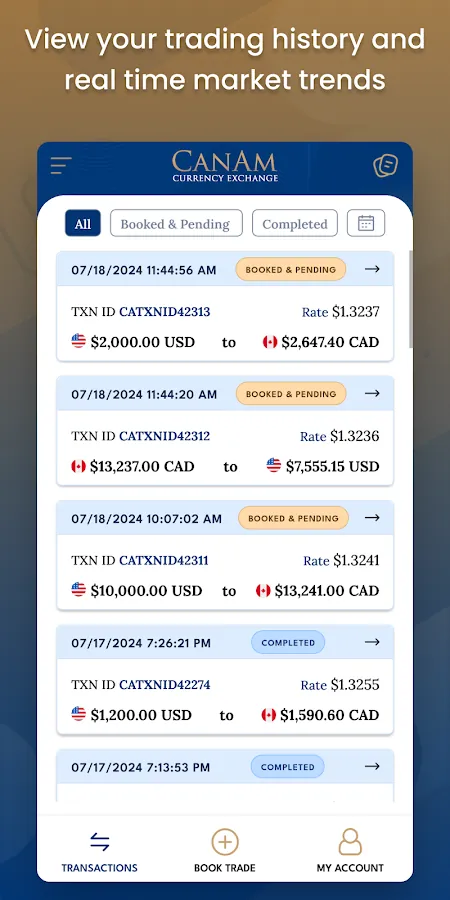 View your trading history and
real time market trends
CANAM
CURRENCY EXCHANGE
All Booked & Pending Completed
07/18/2024 11:44:56 AM BOOKED & PENDING →
TXN ID CATXNID42313 Rate $1.3237
$2,000.00 USD to $2,647.40 CAD
07/18/2024 11:44:20 AM BOOKED & PENDING →
TXN ID CATXNID42312 Rate $1.3236
$13,237.00 CAD to $7,555.15 USD
07/18/2024 10:07:02 AM BOOKED & PENDING →
TXN ID CATXNID42311 Rate $1.3241
$10,000.00 USD to $13,241.00 CAD
07/17/2024 7:26:21 PM COMPLETED →
TXN ID CATXNID42274 Rate $1.3255
$1,200.00 USD to $1,590.60 CAD
07/17/2024 7:13:53 PM COMPLETED →
TRANSACTIONS BOOK TRADE MY ACCOUNT